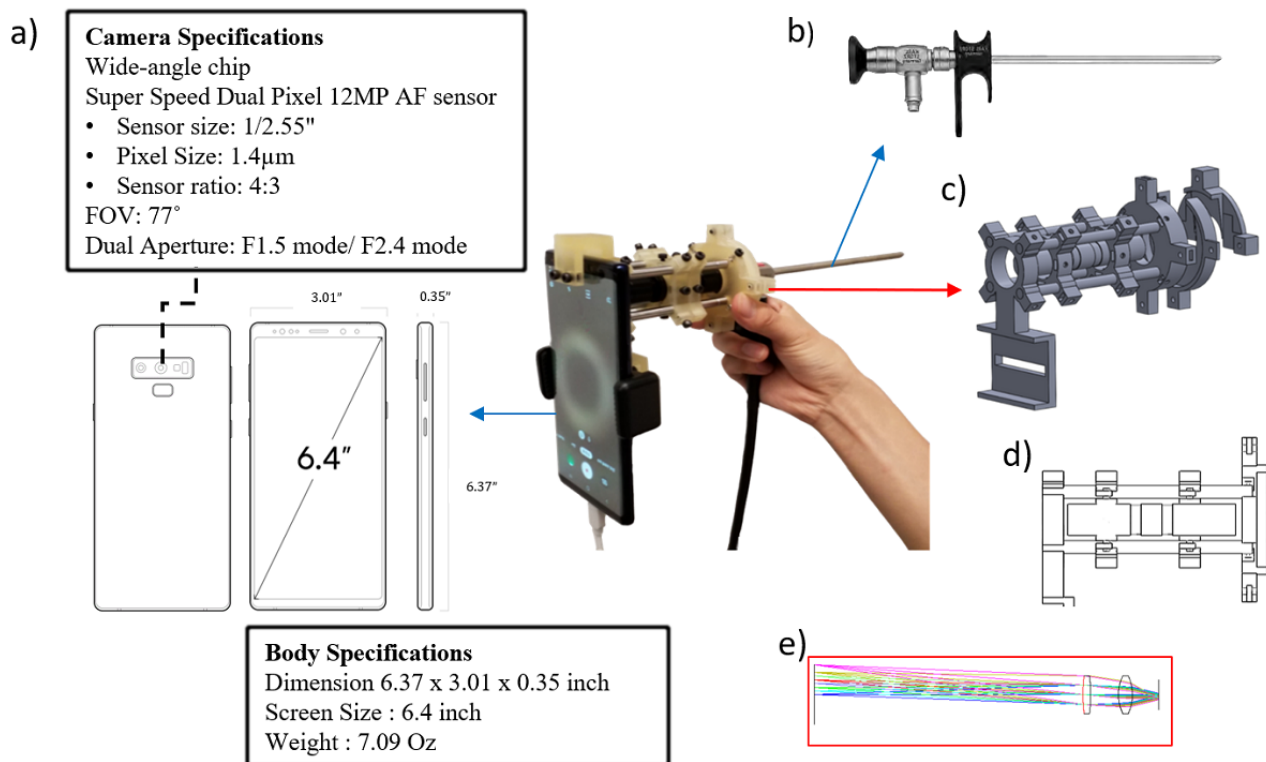 a)
Camera Specifications
Wide-angle chip
Super Speed Dual Pixel 12MP AF sensor
• Sensor size: 1/2.55"
• Pixel Size: 1.4µm
• Sensor ratio: 4:3
FOV: 77˚
Dual Aperture: F1.5 mode/ F2.4 mode
b)
c)
3.01"
0.35"
6.4"
6.37"
d)
e)
Body Specifications
Dimension 6.37 x 3.01 x 0.35 inch
Screen Size : 6.4 inch
Weight : 7.09 Oz